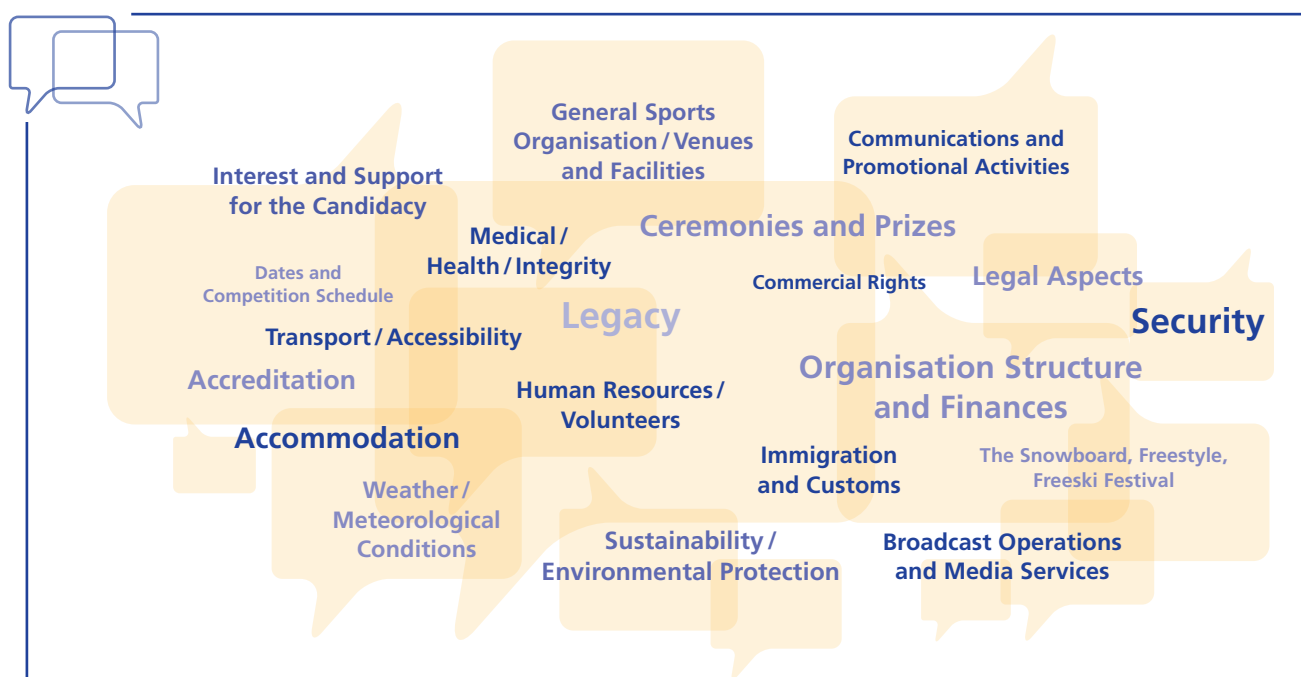 General Sports
Organisation / Venues
and Facilities
Communications and
Promotional Activities
Interest and Support
for the Candidacy
Ceremonies and Prizes
Medical /
Health / Integrity
Dates and
Competition Schedule
Commercial Rights
Legal Aspects
Legacy
Security
Transport / Accessibility
Organisation Structure
and Finances
Accreditation
Human Resources /
Volunteers
Accommodation
Immigration
and Customs
The Snowboard, Freestyle,
Freeski Festival
Weather /
Meteorological
Conditions
Sustainability /
Environmental Protection
Broadcast Operations
and Media Services